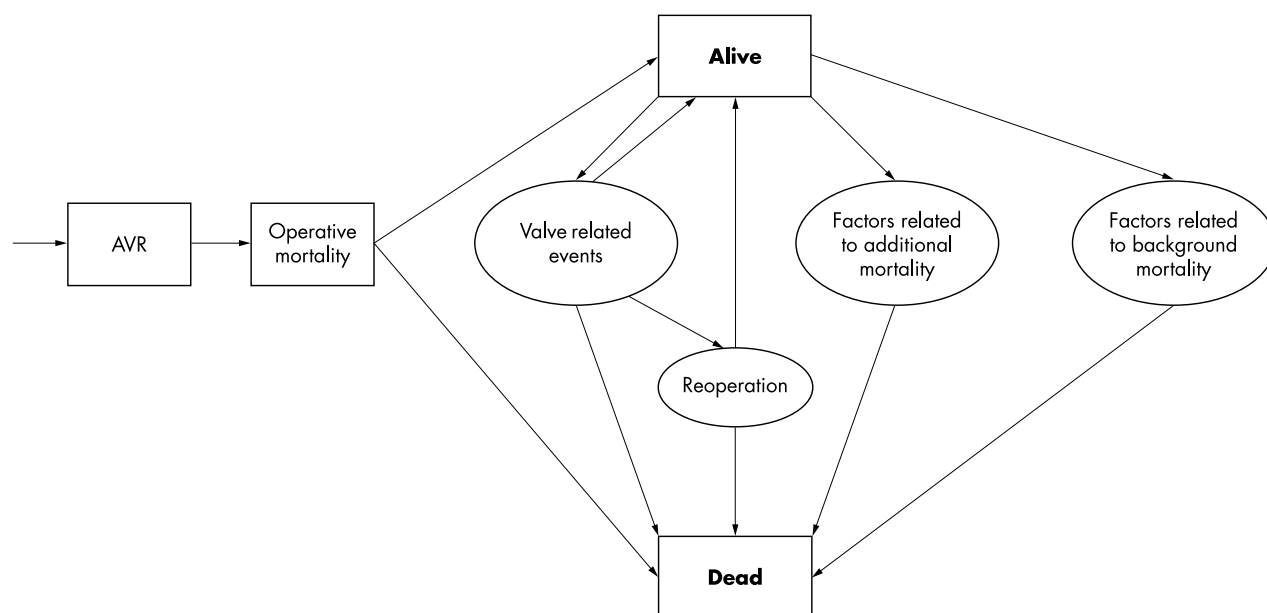 Alive
AVR
Operative
mortality
Valve related
events
Factors related
to additional
mortality
Factors related
to background
mortality
Reoperation
Dead